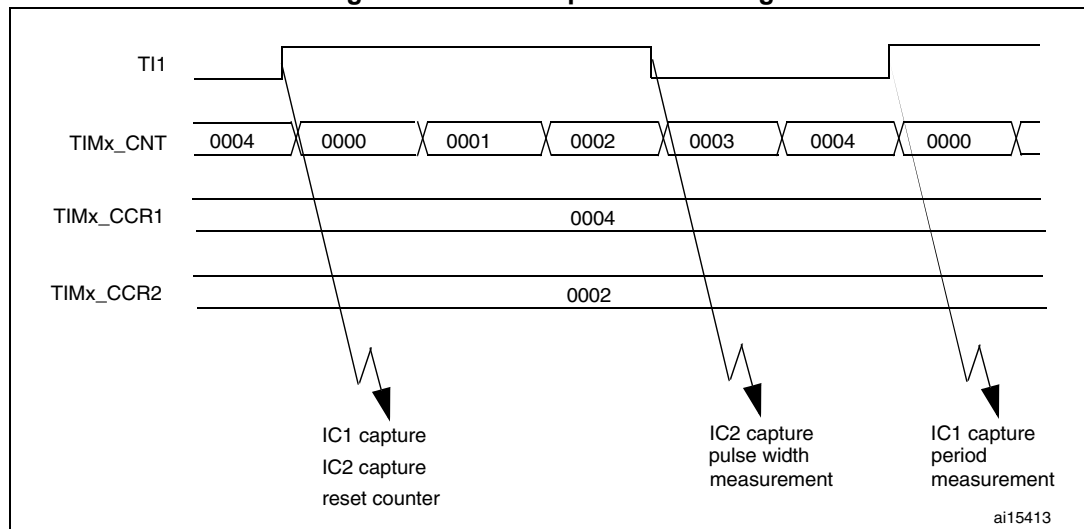 TI1
TIMx_CNT 0004 0000 0001 0002 0003 0004 0000
TIMx_CCR1 0004
TIMx_CCR2 0002
IC1 capture
IC2 capture
reset counter
IC2 capture
pulse width
measurement
IC1 capture
period
measurement
ai15413